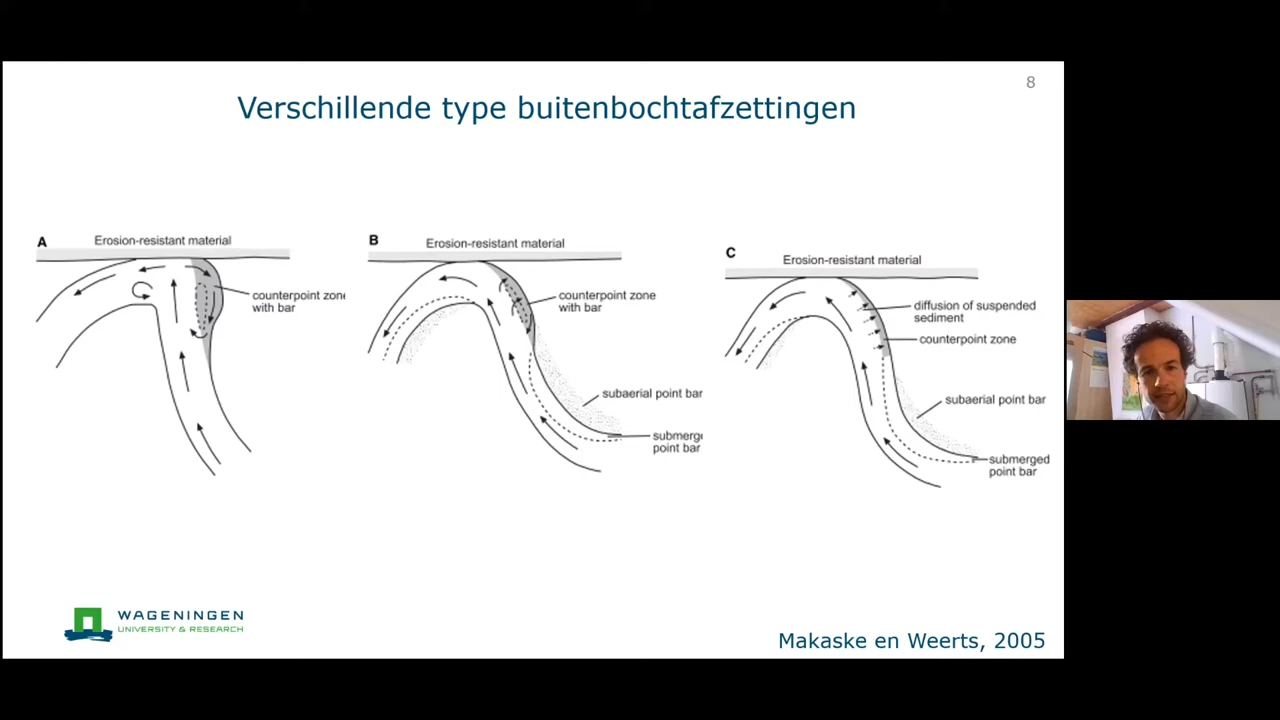 8
Verschillende type buitenbochtafzettingen
A
Erosion-resistant material
counterpoint zone
with bar
B
Erosion-resistant material
counterpoint zone
with bar
subaerial point bar
submerg
point bar
C
Erosion-resistant material
diffusion of suspended
sediment
counterpoint zone
subaerial point bar
submerged
point bar
WAGENINGEN
UNIVERSITY & RESEARCH
Makaske en Weerts, 2005